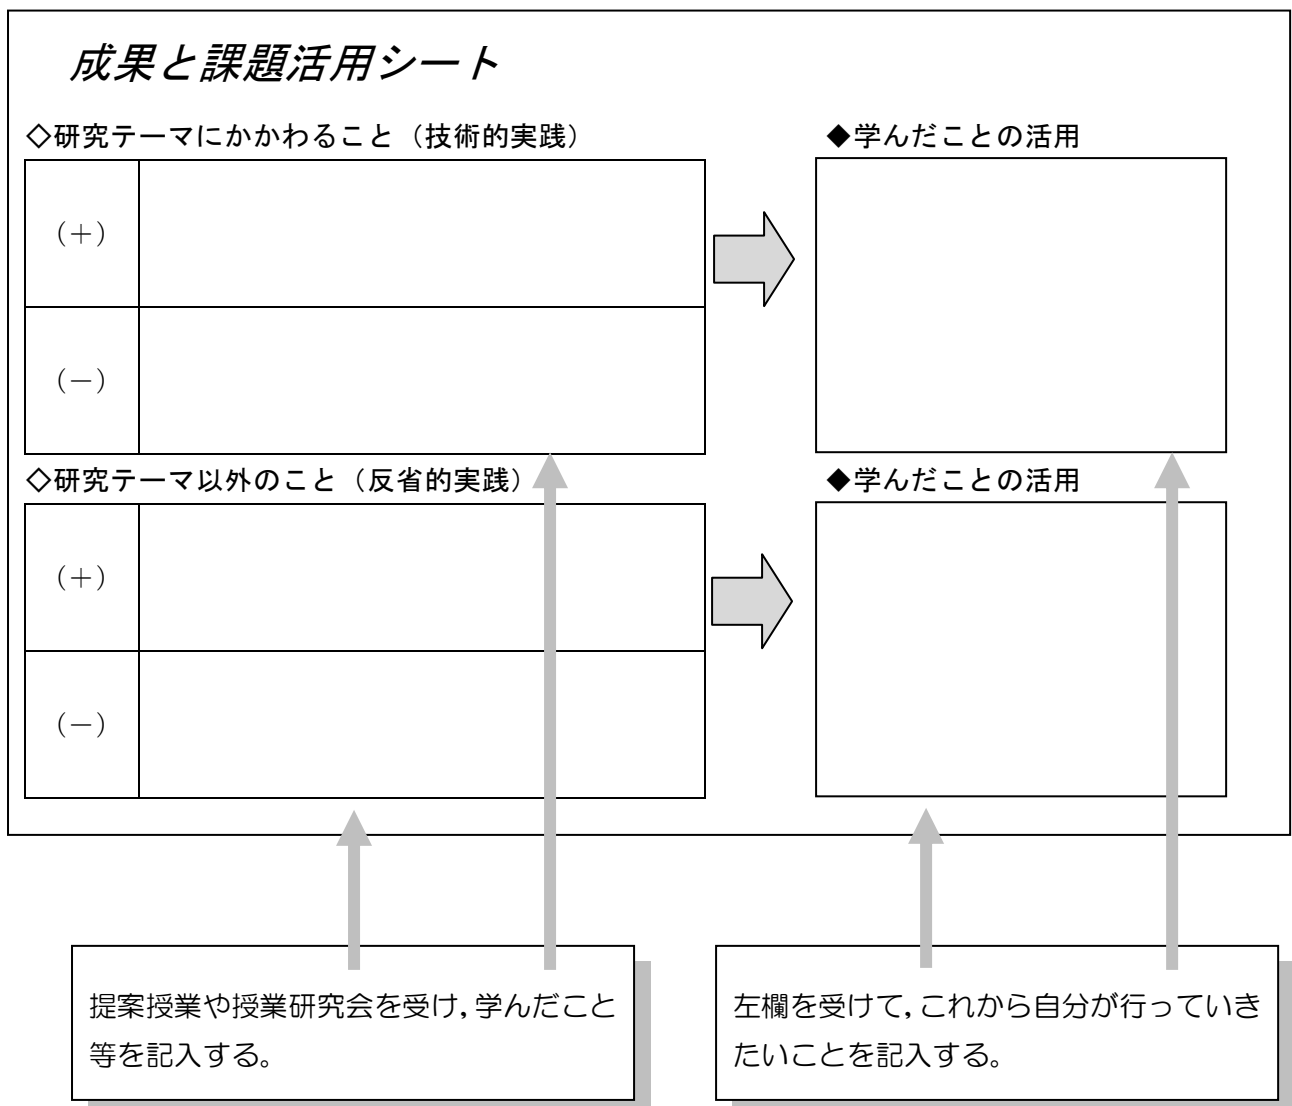 成果と課題活用シート
◇研究テーマにかかわること（技術的実践）
◆学んだことの活用
（＋）
（－）
◇研究テーマ以外のこと（反省的実践）
◆学んだことの活用
（＋）
（－）
提案授業や授業研究会を受け，学んだこと
等を記入する。
左欄を受けて，これから自分が行っていき
たいことを記入する。